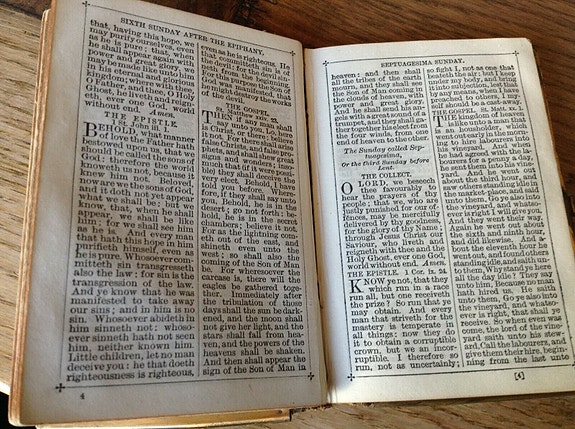 SIXTH SUNDAY AFTER THE EPIPHANY.
that, having this hope, we
may purify ourselves, even
as he is pure; that, when
he shall appear again with
power and great glory, we
may be made like unto him
in his eternal and glorious
kingdom; where with thee,
O Father, and thee, O Holy
Ghost, he liveth and reign-
eth, ever one God, world
without end. Amen.
THE EPISTLE.
1 St. John iii. 1.
BEHOLD, what manner
of love the Father hath
bestowed upon us, that we
should be called the sons of
God: therefore the world
knoweth us not, because it
knew him not. Beloved,
now are we the sons of God,
and it doth not yet appear
what we shall be: but we
know, that, when he shall
appear, we shall be like
him; for we shall see him
as he is. And every man
that hath this hope in him
purifieth himself, even as
he is pure. Whosoever com-
mitteth sin transgresseth
also the law; for sin is the
transgression of the law.
And ye know that he was
manifested to take away
our sins; and in him is no
sin. Whosoever abideth in
him sinneth not: whoso-
ever sinneth hath not seen
him, neither known him.
Little children, let no man
deceive you: he that doeth
righteousness is righteous,
even as he is righteous. He
that committeth sin is of
the devil; for the devil sin-
neth from the beginning.
For this purpose the Son of
God was manifested, that
he might destroy the works
of the devil.
THE GOSPEL.
St. Matth. xxiv. 23.
THEN if any man shall
say unto you, Lo, here
is Christ, or there; believe
it not. For there shall arise
false Christs, and false pro-
phets, and shall shew great
signs and wonders; inso-
much that (if it were possi-
ble) they shall deceive the
very elect. Behold, I have
told you before. Where-
fore, if they shall say unto
you, Behold, he is in the
desert; go not forth: be-
hold, he is in the secret
chambers; believe it not.
For as the lightning com-
eth out of the east, and
shineth even unto the
west; so shall also the
coming of the Son of Man
be. For wheresoever the
carcase is, there will the
eagles be gathered toge-
ther. Immediately after
the tribulation of those
days shall the sun be dark-
ened, and the moon shall
not give her light, and the
stars shall fall from hea-
ven, and the powers of the
heavens shall be shaken.
And then shall appear the
sign of the Son of Man in
4
SEPTUAGESIMA SUNDAY.
heaven: and then shall
all the tribes of the earth
mourn, and they shall see
the Son of Man coming in
the clouds of heaven, with
power and great glory.
And he shall send his an-
gels with a great sound of a
trumpet, and they shall ga-
ther together his elect from
the four winds, from one
end of heaven to the other.
The Sunday called Sep-
tuagesima,
Or the third Sunday before
Lent.
THE COLLECT.
O LORD, we beseech
thee favourably to
hear the prayers of thy
people; that we, who are
justly punished for our of-
fences, may be mercifully
delivered by thy goodness,
for the glory of thy Name;
through Jesus Christ our
Saviour, who liveth and
reigneth with thee and the
Holy Ghost, ever one God,
world without end. Amen.
THE EPISTLE. 1 Cor. ix. 24.
KNOW ye not, that they
which run in a race
run all, but one receiveth
the prize? So run that ye
may obtain. And every
man that striveth for the
mastery is temperate in
all things: now they do
it to obtain a corruptible
crown, but we an incor-
ruptible. I therefore so
run, not as uncertainly;
so fight I, not as one that
beateth the air: but I keep
under my body, and bring
it into subjection, lest that
by any means, when I have
preached to others, I my-
self should be a cast-away.
THE GOSPEL. St. Matt. xx. 1.
THE kingdom of heaven
is like unto a man that
is an householder, which
went out early in the morn-
ing to hire labourers into
his vineyard. And when
he had agreed with the la-
bourers for a penny a day,
he sent them into his vine-
yard. And he went out
about the third hour, and
saw others standing idle in
the market-place, and said
unto them, Go ye also into
the vineyard, and whatso-
ever is right I will give you.
And they went their way.
Again he went out about
the sixth and ninth hour,
and did likewise. And a-
bout the eleventh hour he
went out, and found others
standing idle, and saith un-
to them, Why stand ye here
all the day idle? They say
unto him, Because no man
hath hired us. He saith
unto them, Go ye also into
the vineyard, and whatso-
ever is right, that shall ye
receive. So when even was
come, the lord of the vine-
yard saith unto his stew-
ard, Call the labourers, and
give them their hire, begin-
ning from the last unto
[4]